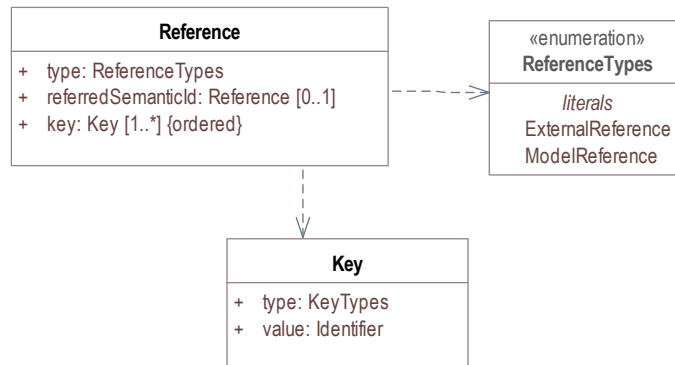 Reference
+ type: ReferenceTypes
+ referredSemanticId: Reference [0..1]
+ key: Key [1..*] {ordered}
«enumeration»
ReferenceTypes
literals
ExternalReference
ModelReference
Key
+ type: KeyTypes
+ value: Identifier